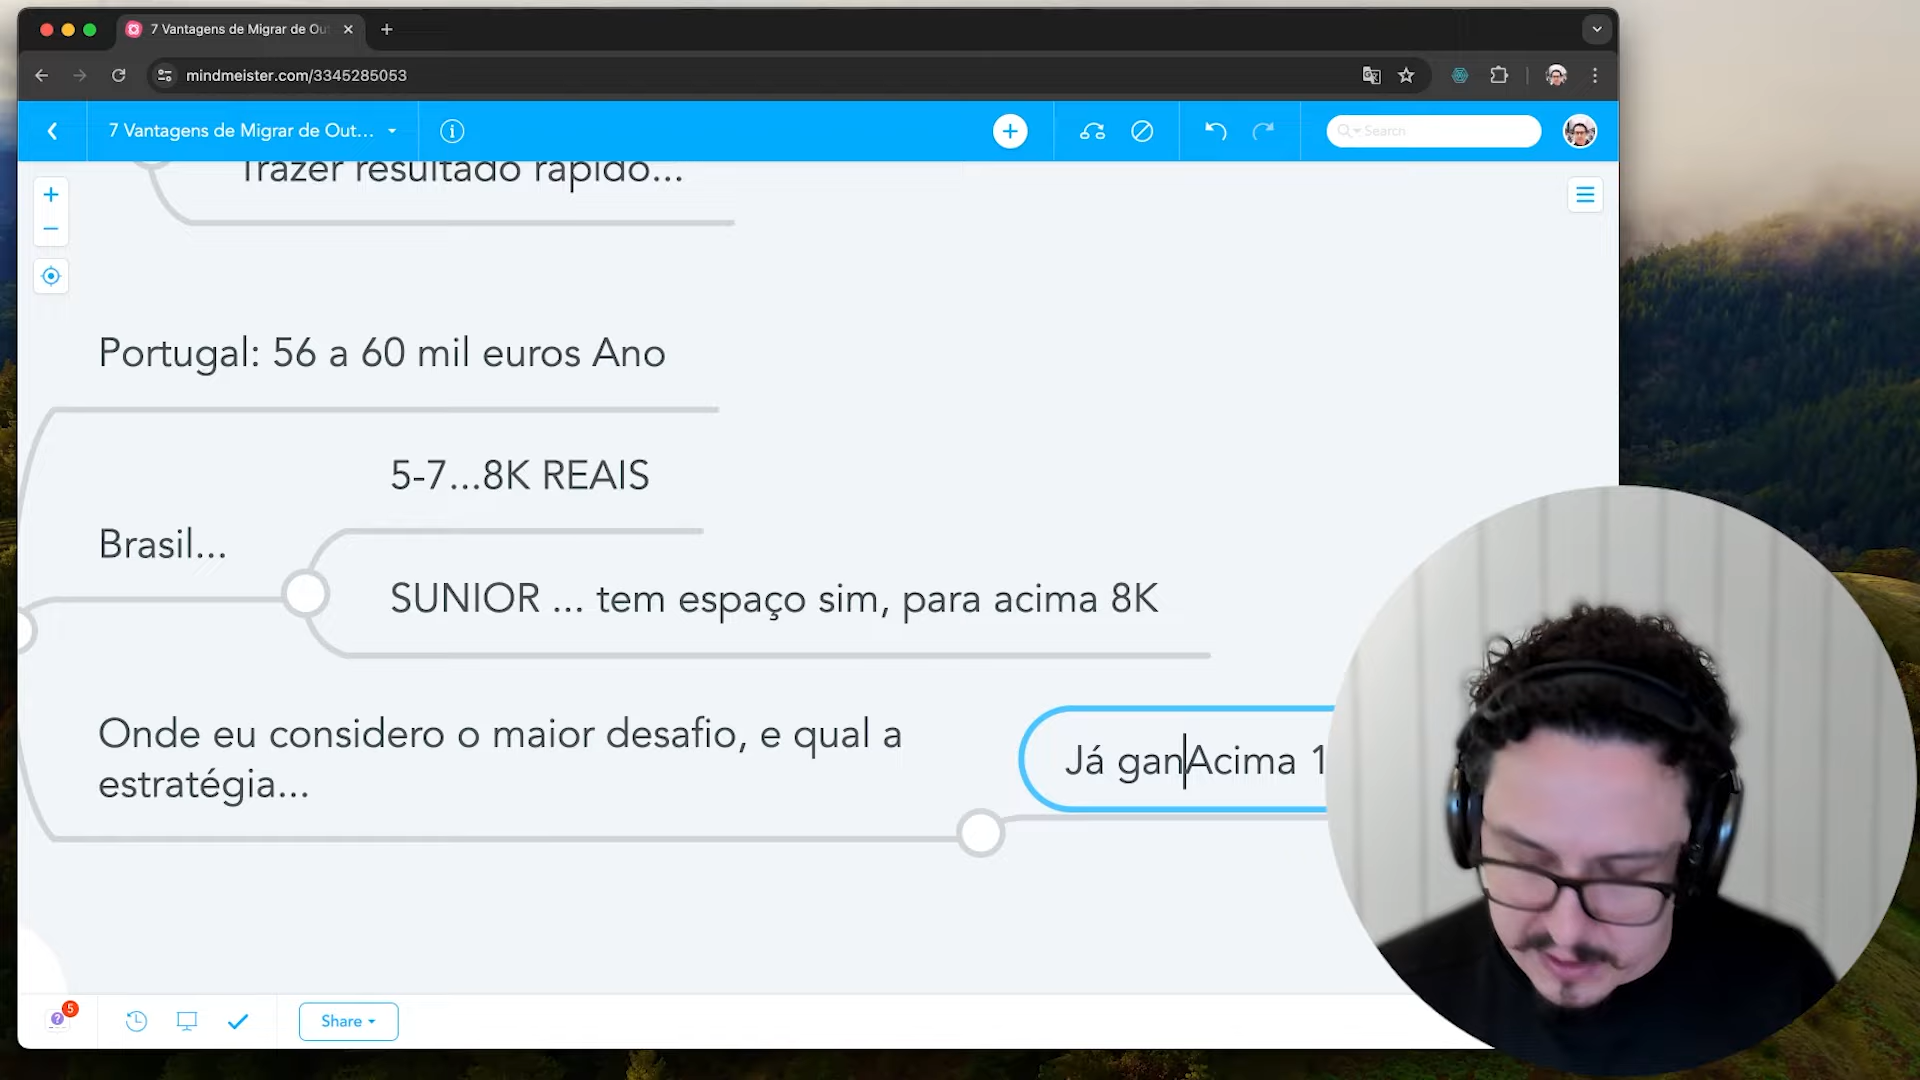 7 Vantagens de Migrar de Ou
mindmeister.com/3345285053
7 Vantagens de Migrar de Out...
Search
Trazer resultado rápido...
Portugal: 56 a 60 mil euros Ano
5-7...8K REAIS
Brasil...
SUNIOR ... tem espaço sim, para acima 8K
Onde eu considero o maior desafio, e qual a
estratégia...
Já ganAcima 1
5
Share